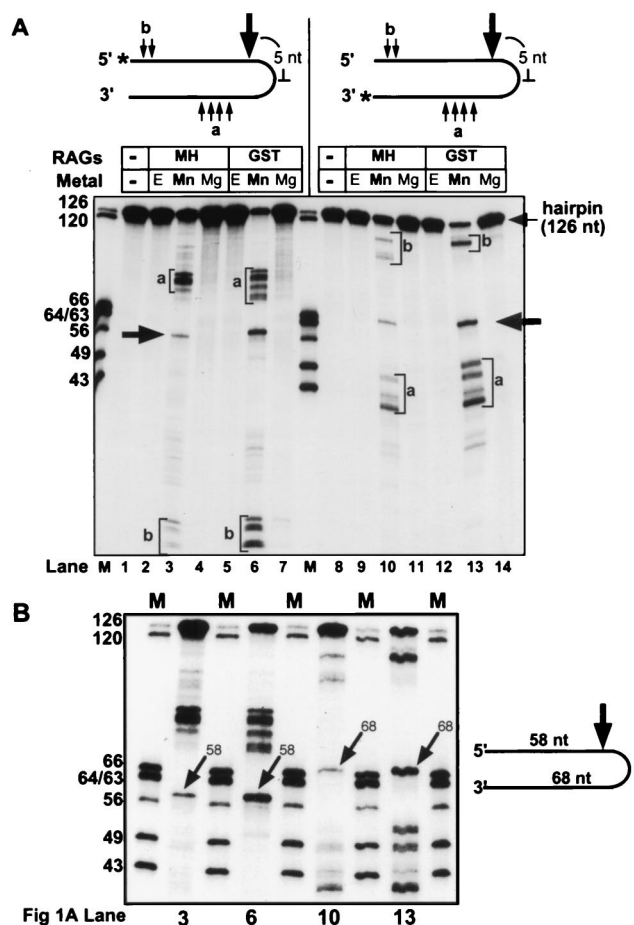 A
b b
5' * 5 nt 5' 5 nt
3' 3' *
a a
RAGs - MH GST - MH GST
Metal E Mn Mg E Mn Mg E Mn Mg E Mn Mg
126
120
hairpin
(126 nt)
b b
a a
66
64/63
56
49
43
a a
b b
Lane M 1 2 3 4 5 6 7 M 8 9 10 11 12 13 14
B
M M M M M
126
120
66 58 58 68 68
64/63
56
49
43
5' 58 nt
3' 68 nt
Fig 1A Lane 3 6 10 13